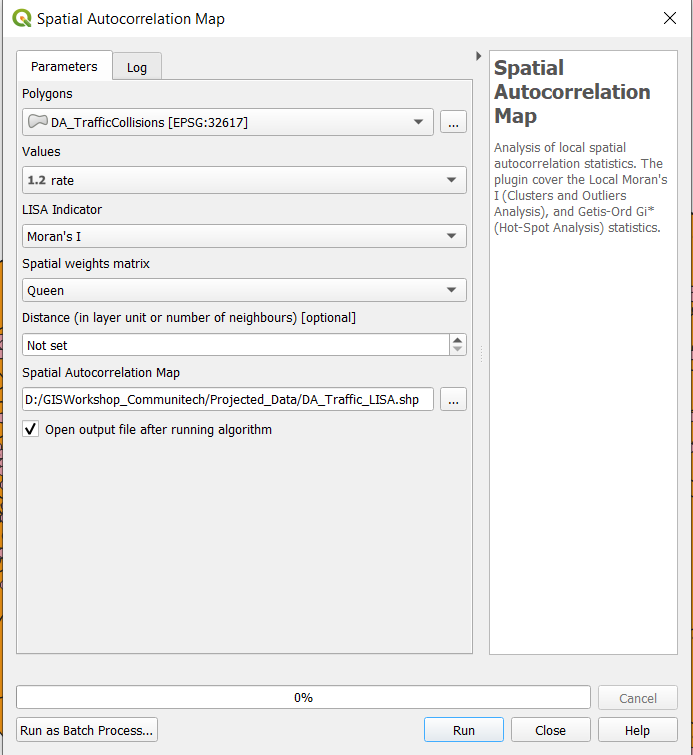 Spatial Autocorrelation Map
Parameters
Log
Polygons
DA_TrafficCollisions [EPSG:32617]
...
Values
1.2 rate
LISA Indicator
Moran's I
Spatial weights matrix
Queen
Distance (in layer unit or number of neighbours) [optional]
Not set
Spatial Autocorrelation Map
D:/GISWorkshop_Communitech/Projected_Data/DA_Traffic_LISA.shp
...
Open output file after running algorithm
Spatial
Autocorrelation
Map
Analysis of local spatial
autocorrelation statistics. The
plugin cover the Local Moran's
I (Clusters and Outliers
Analysis), and Getis-Ord Gi*
(Hot-Spot Analysis) statistics.
0%
Cancel
Run as Batch Process...
Run
Close
Help